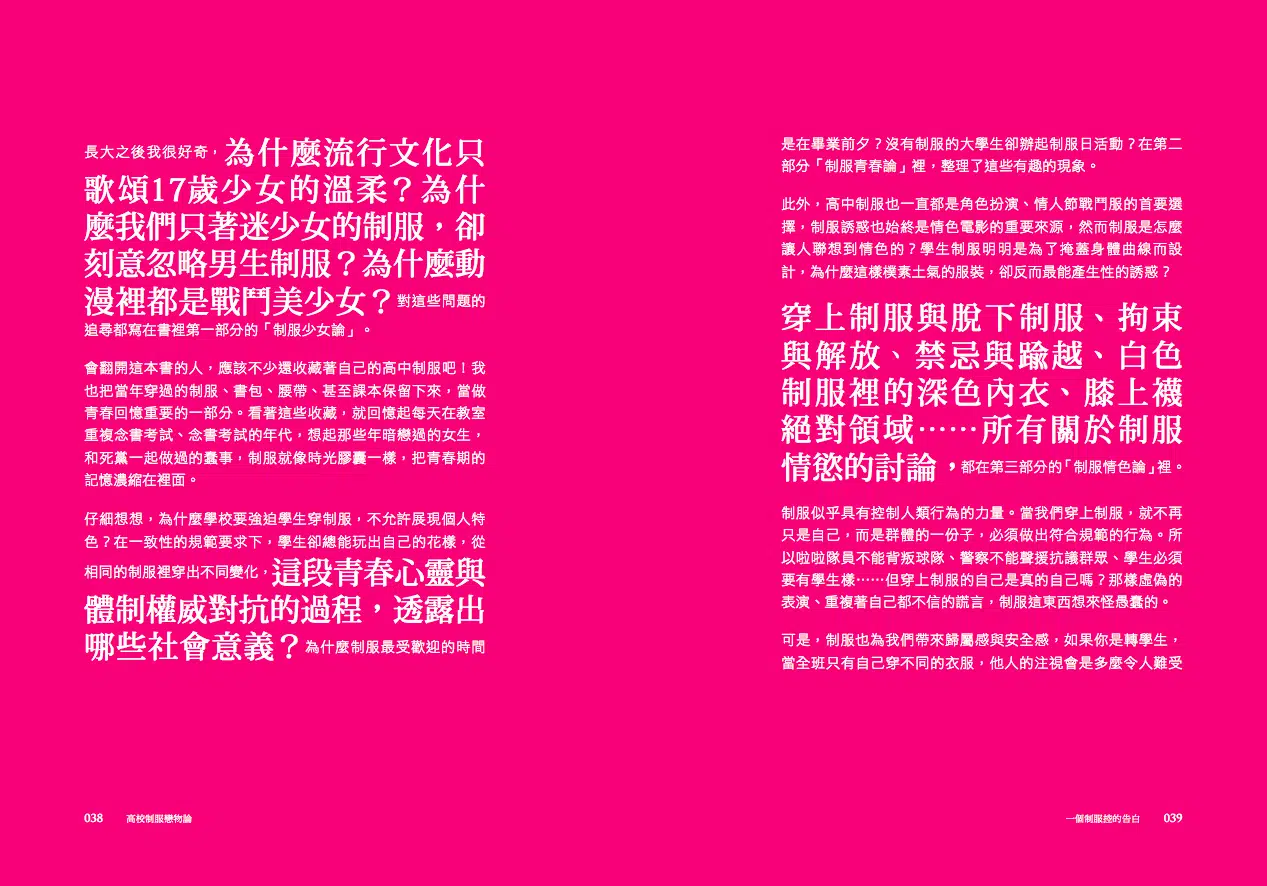 長大之後我很好奇，為什麼流行文化只
歌頌17歲少女的溫柔？為什
麼我們只著迷少女的制服，卻
刻意忽略男生制服？為什麼動
漫裡都是戰鬥美少女？對這些問題的
追尋都寫在書裡第一部分的「制服少女論」。
會翻開這本書的人，應該不少還收藏著自己的高中制服吧！我
也把當年穿過的制服、書包、腰帶、甚至課本保留下來，當做
青春回憶重要的一部分。看著這些收藏，就回憶起每天在教室
重複念書考試、念書考試的年代，想起那些年暗戀過的女生，
和死黨一起做過的蠢事，制服就像時光膠囊一樣，把青春期的
記憶濃縮在裡面。
仔細想想，為什麼學校要強迫學生穿制服，不允許展現個人特
色？在一致性的規範要求下，學生卻總能玩出自己的花樣，從
相同的制服裡穿出不同變化，這段青春心靈與
體制權威對抗的過程，透露出
哪些社會意義？為什麼制服最受歡迎的時間
038 高校制服戀物論
是在畢業前夕？沒有制服的大學生卻辦起制服日活動？在第二
部分「制服青春論」裡，整理了這些有趣的現象。
此外，高中制服也一直都是角色扮演、情人節戰鬥服的首要選
擇，制服誘惑也始終是情色電影的重要來源，然而制服是怎麼
讓人聯想到情色的？學生制服明明是為了掩蓋身體曲線而設
計，為什麼這樣樸素土氣的服裝，卻反而最能產生性的誘惑？
穿上制服與脫下制服、拘束
與解放、禁忌與踰越、白色
制服裡的深色內衣、膝上襪
絕對領域……所有關於制服
情慾的討論，都在第三部分的「制服情色論」裡。
制服似乎具有控制人類行為的力量。當我們穿上制服，就不再
只是自己，而是群體的一份子，必須做出符合規範的行為。所
以啦啦隊員不能背叛球隊、警察不能聲援抗議群眾、學生必須
要有學生樣……但穿上制服的自己是真的自己嗎？那樣虛偽的
表演、重複著自己都不信的謊言，制服這東西想來怪愚蠢的。
可是，制服也為我們帶來歸屬感與安全感，如果你是轉學生，
當全班只有自己穿不同的衣服，他人的注視會是多麼令人難受
一個制服控的告白 039